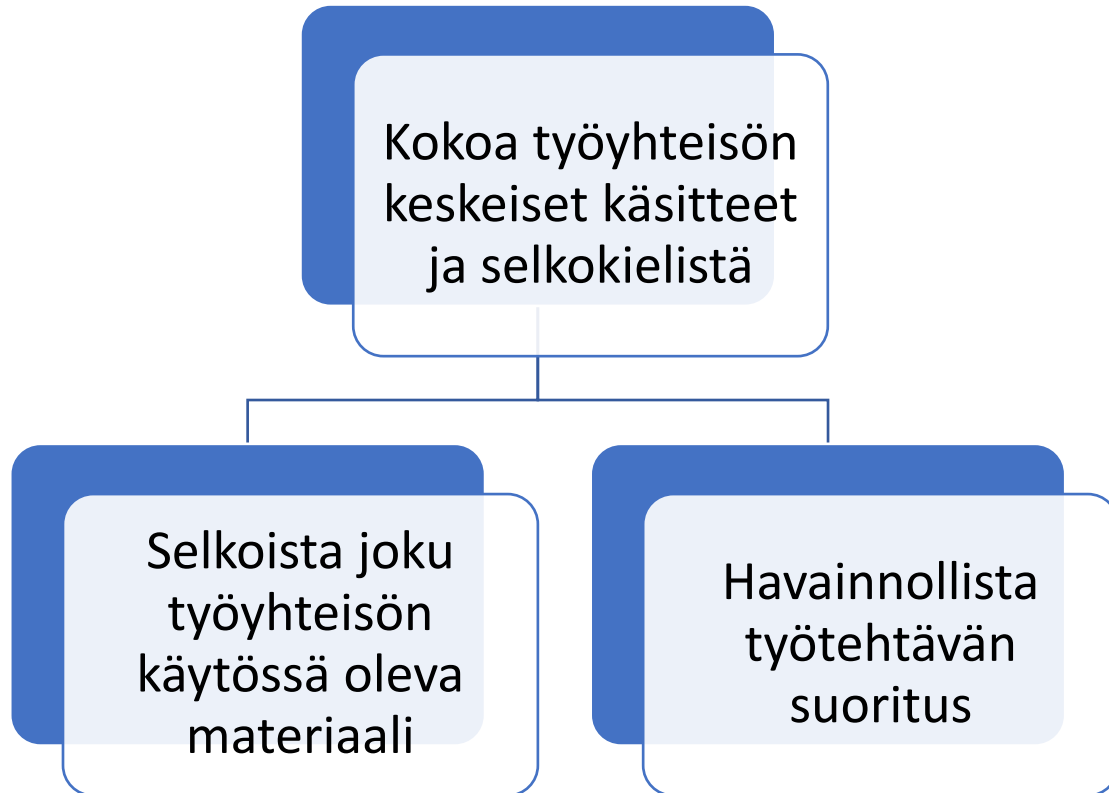 Kokoa työyhteisön
keskeiset käsitteet
ja selkokielistä
Selkoista joku
työyhteisön
käytössä oleva
materiaali
Havainnollista
työtehtävän
suoritus